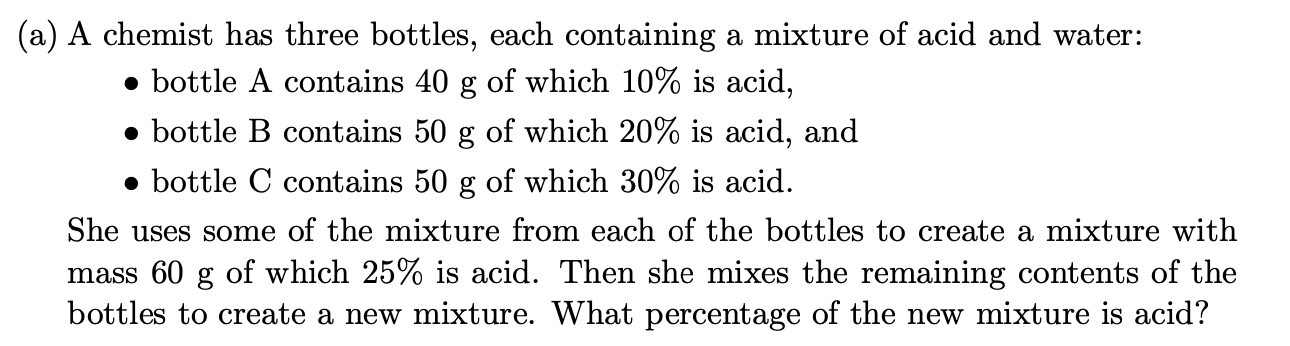 (a) A chemist has three bottles, each containing a mixture of acid and water:
• bottle A contains 40 g of which 10% is acid,
• bottle B contains 50 g of which 20% is acid, and
• bottle C contains 50 g of which 30% is acid.
She uses some of the mixture from each of the bottles to create a mixture with
mass 60 g of which 25% is acid. Then she mixes the remaining contents of the
bottles to create a new mixture. What percentage of the new mixture is acid?